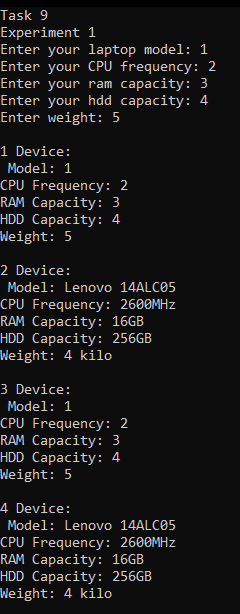 Task 9
Experiment 1
Enter your laptop model: 1
Enter your CPU frequency: 2
Enter your ram capacity: 3
Enter your hdd capacity: 4
Enter weight: 5

1 Device:
 Model: 1
CPU Frequency: 2
RAM Capacity: 3
HDD Capacity: 4
Weight: 5

2 Device:
 Model: Lenovo 14ALC05
CPU Frequency: 2600MHz
RAM Capacity: 16GB
HDD Capacity: 256GB
Weight: 4 kilo

3 Device:
 Model: 1
CPU Frequency: 2
RAM Capacity: 3
HDD Capacity: 4
Weight: 5

4 Device:
 Model: Lenovo 14ALC05
CPU Frequency: 2600MHz
RAM Capacity: 16GB
HDD Capacity: 256GB
Weight: 4 kilo